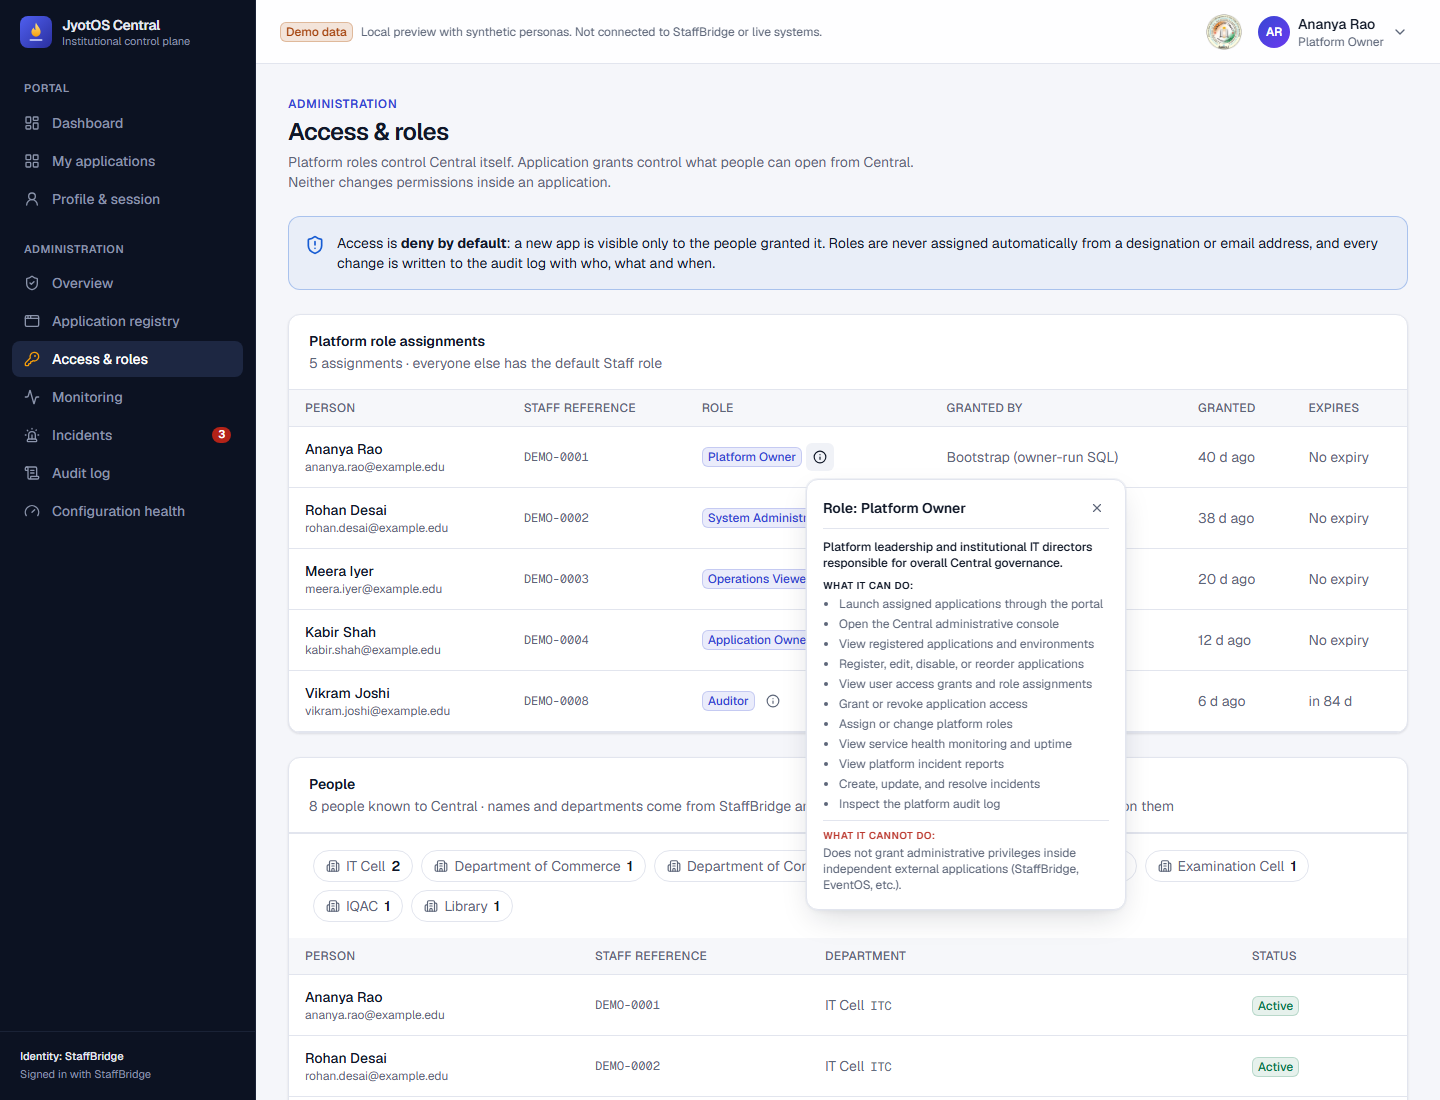 JyotOS Central
Institutional control plane
PORTAL
Dashboard
My applications
Profile & session
ADMINISTRATION
Overview
Application registry
Access & roles
Monitoring
Incidents 3
Audit log
Configuration health
Identity: StaffBridge
Signed in with StaffBridge
Demo data Local preview with synthetic personas. Not connected to StaffBridge or live systems.
AR Ananya Rao
Platform Owner
ADMINISTRATION
Access & roles
Platform roles control Central itself. Application grants control what people can open from Central.
Neither changes permissions inside an application.
Access is deny by default: a new app is visible only to the people granted it. Roles are never assigned automatically from a designation or email address, and every
change is written to the audit log with who, what and when.
Platform role assignments
5 assignments · everyone else has the default Staff role
PERSON STAFF REFERENCE ROLE GRANTED BY GRANTED EXPIRES
Ananya Rao
ananya.rao@example.edu
DEMO-0001 Platform Owner Bootstrap (owner-run SQL) 40 d ago No expiry
Rohan Desai
rohan.desai@example.edu
DEMO-0002 System 38 d ago No expiry
Meera Iyer
meera.iyer@example.edu
DEMO-0003 Operations 20 d ago No expiry
Kabir Shah
kabir.shah@example.edu
DEMO-0004 Application 12 d ago No expiry
Vikram Joshi
vikram.joshi@example.edu
DEMO-0008 Auditor 6 d ago in 84 d
Role: Platform Owner
Platform leadership and institutional IT directors
responsible for overall Central governance.
WHAT IT CAN DO:
• Launch assigned applications through the portal
• Open the Central administrative console
• View registered applications and environments
• Register, edit, disable, or reorder applications
• View user access grants and role assignments
• Grant or revoke application access
• Assign or change platform roles
• View service health monitoring and uptime
• View platform incident reports
• Create, update, and resolve incidents
• Inspect the platform audit log
WHAT IT CANNOT DO:
Does not grant administrative privileges inside
independent external applications (StaffBridge,
EventOS, etc.).
People
8 people known to Central · names and departments come from StaffBridge them
IT Cell 2 Department of Commerce 1 Department of Examination Cell 1
IQAC 1 Library 1
PERSON STAFF REFERENCE DEPARTMENT STATUS
Ananya Rao
ananya.rao@example.edu
DEMO-0001 IT Cell ITC Active
Rohan Desai
rohan.desai@example.edu
DEMO-0002 IT Cell ITC Active